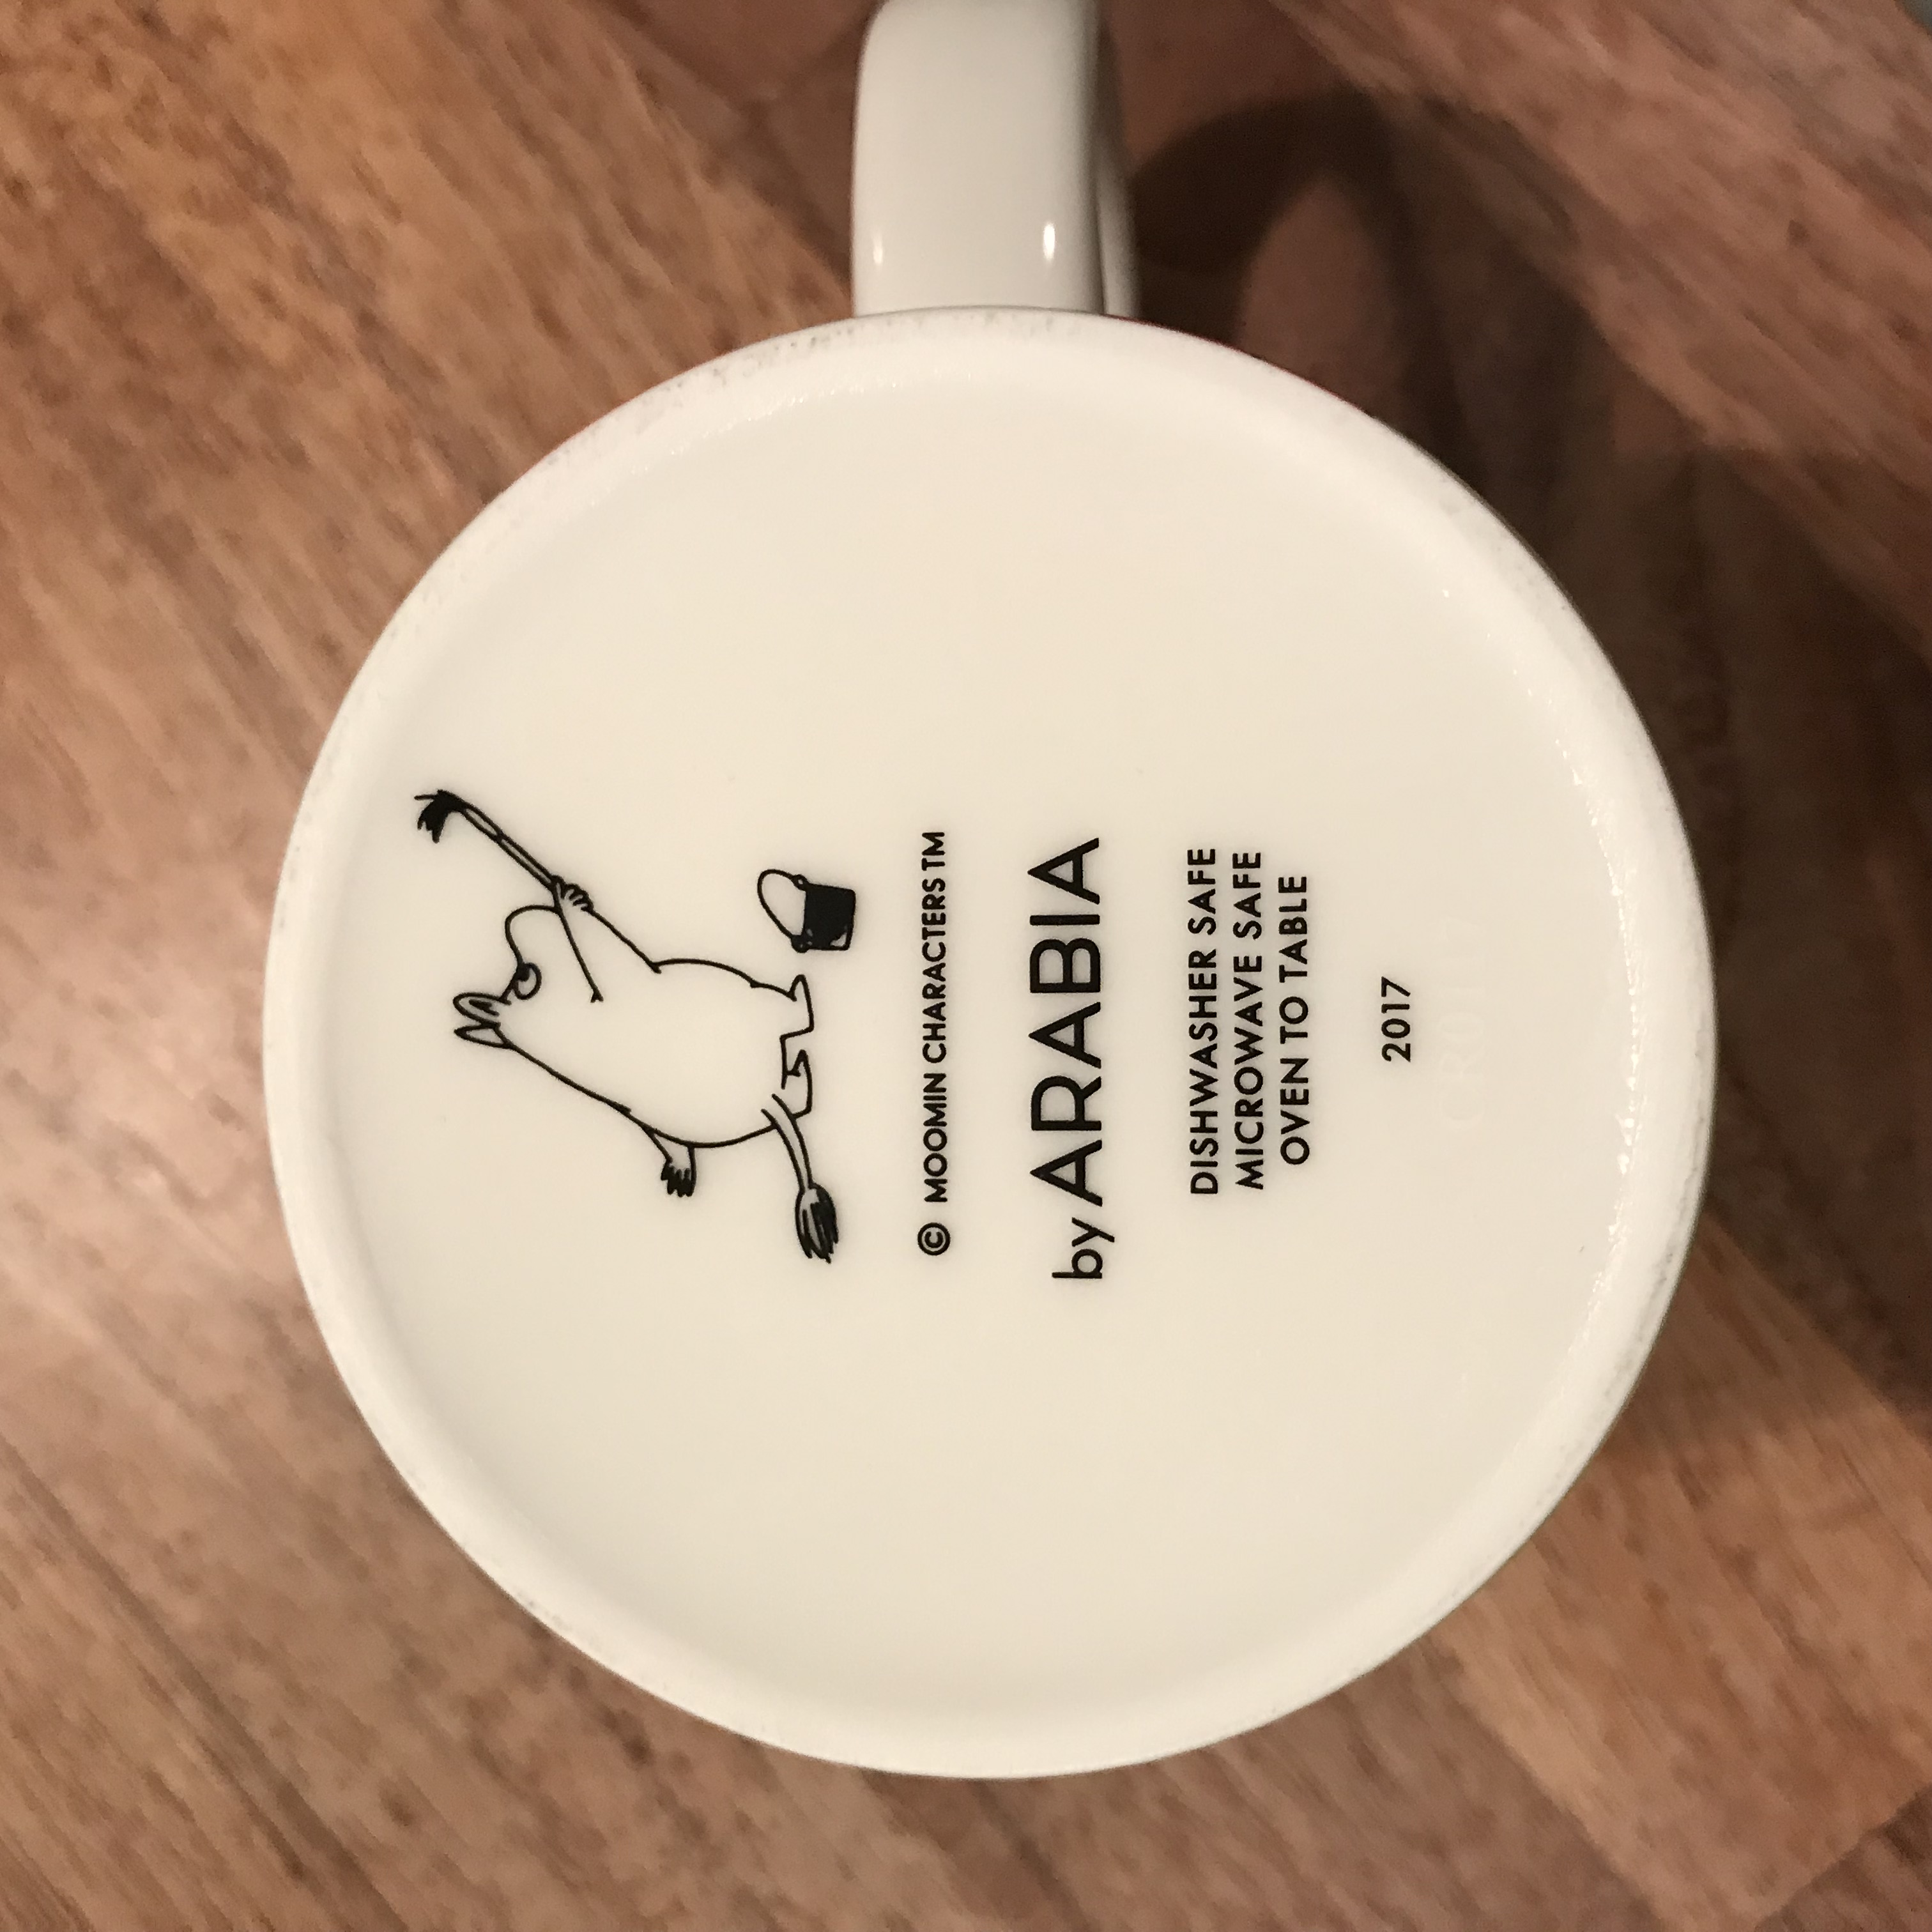 © MOOMIN CHARACTERS TM
by ARABIA
DISHWASHER SAFE
MICROWAVE SAFE
OVEN TO TABLE
2017